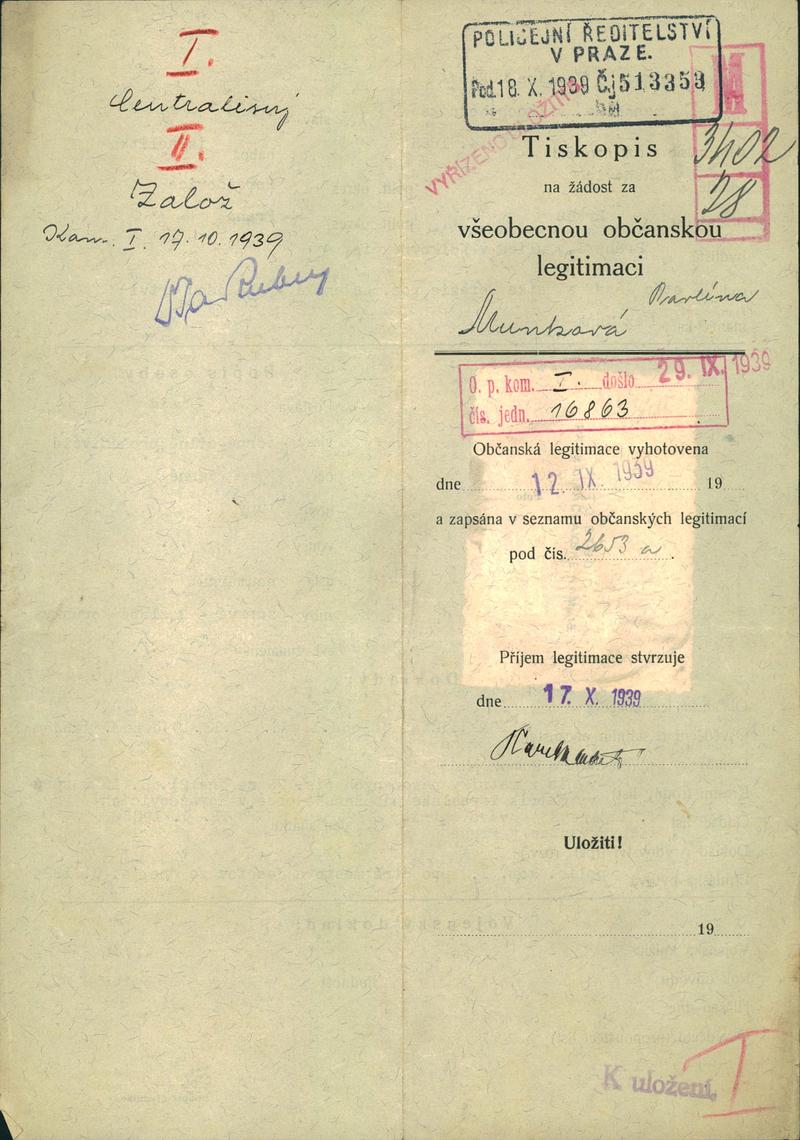 I.
Centralisuj
II.
Založ
Kom. I. 17.10.1939
POLICEJNÍ ŘEDITELSTVÍ
V PRAZE.
Pod. 18. X. 1939 Čj 513353
VYŘÍZENO ULOŽITI
3402
28
Tiskopis
na žádost za
všeobecnou občanskou
legitimaci
Pavlína
Munková
O. p. kom. I. došlo 29. IX. 1939
čís. jedn. 16863
Občanská legitimace vyhotovena
dne 12. IX. 1939 19
a zapsána v seznamu občanských legitimací
pod čís. 2653 a.
Příjem legitimace stvrzuje
dne 17. X. 1939
Uložiti!
19
K uložení.
I